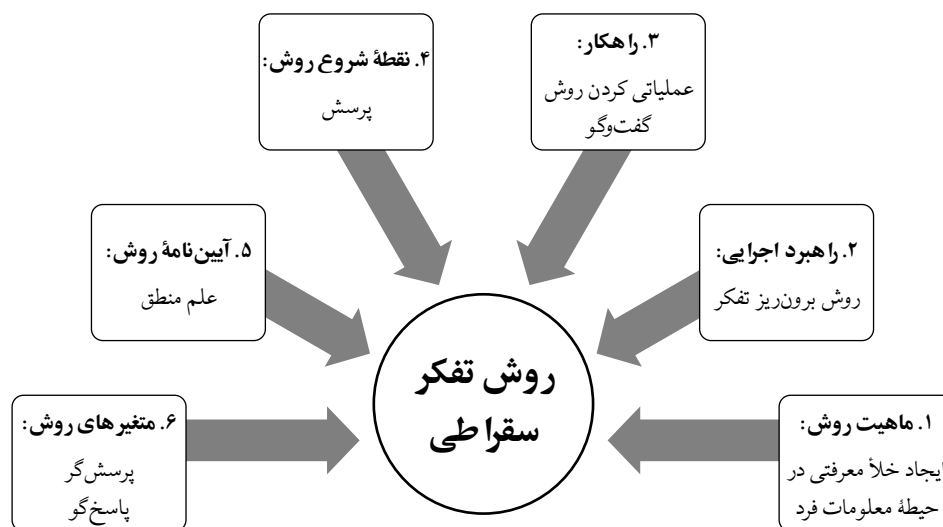 ۱. ماهیت روش:
ایجاد خلأ معرفتی در
حیطهٔ معلومات فرد
۲. راهبرد اجرایی:
روش برون‌ریز تفکر
۳. راهکار:
عملیاتی کردن روش
گفت‌وگو
۴. نقطهٔ شروع روش:
پرسش
۵. آیین‌نامهٔ روش:
علم منطق
۶. متغیرهای روش:
پرسش‌گر
پاسخ‌گو
روش تفکر
سقراطی